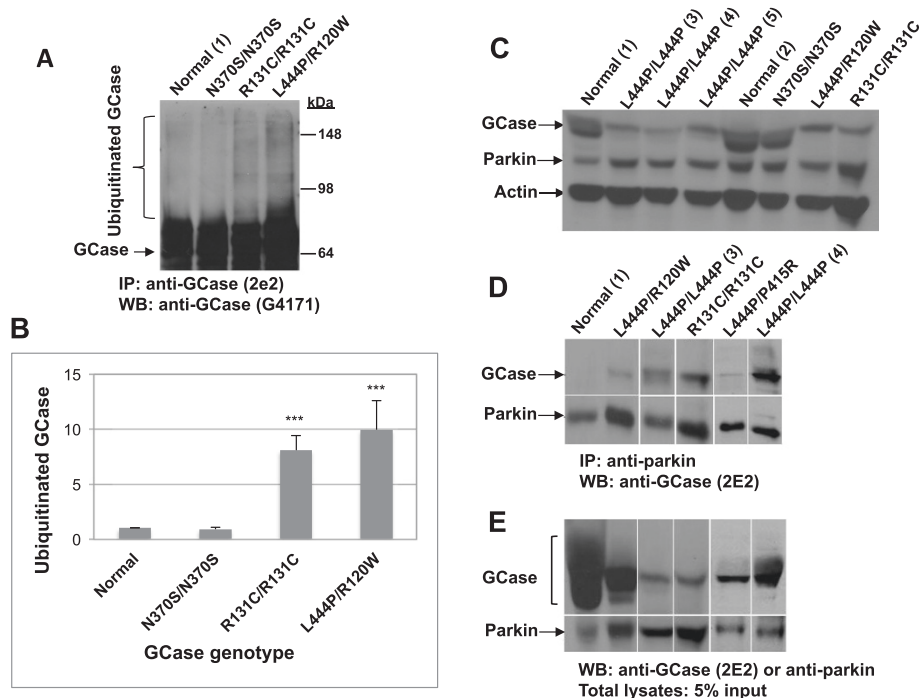 A
Normal (1)
N370S/N370S
R131C/R131C
L444P/R120W
kDa
148
98
64
Ubiquitinated GCase
GCase
IP: anti-GCase (2e2)
WB: anti-GCase (G4171)
B
15
10
5
0
***
***
Ubiquitinated GCase
Normal
N370S/N370S
R131C/R131C
L444P/R120W
GCase genotype
C
Normal (1)
L444P/L444P (3)
L444P/L444P (4)
L444P/L444P (5)
Normal (2)
N370S/N370S
L444P/R120W
R131C/R131C
GCase
Parkin
Actin
D
Normal (1)
L444P/R120W
L444P/L444P (3)
R131C/R131C
L444P/P415R
L444P/L444P (4)
GCase
Parkin
IP: anti-parkin
WB: anti-GCase (2E2)
E
GCase
Parkin
WB: anti-GCase (2E2) or anti-parkin
Total lysates: 5% input